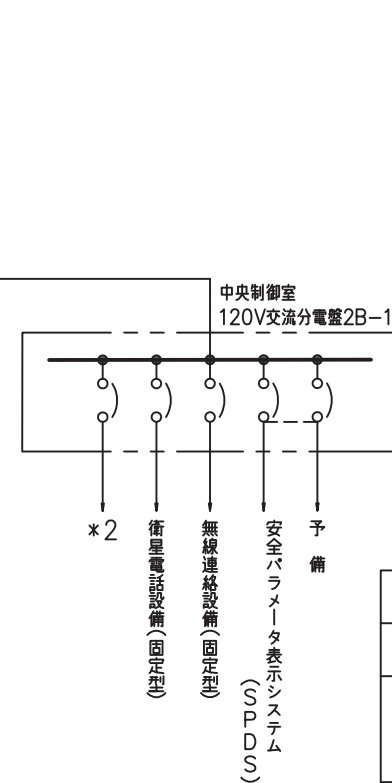 中央制御室
120V交流分電盤2B-1
*2
衛星電話設備(固定型)
無線連絡設備(固定型)
安全パラメータ表示システム
(SPDS)
予備